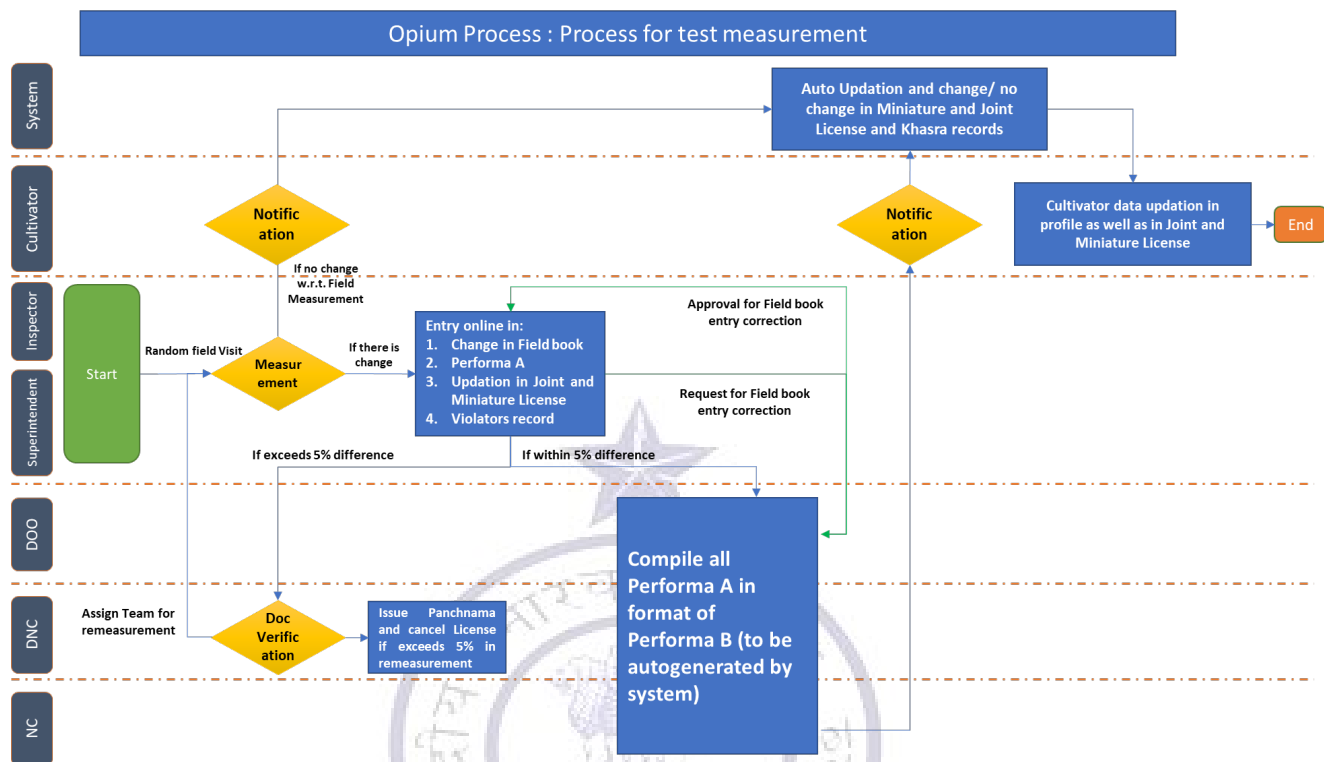 Opium Process : Process for test measurement
System
Auto Updation and change/ no
change in Miniature and Joint
License and Khasra records
Cultivator
Notific
ation
Notific
ation
Cultivator data updation in
profile as well as in Joint and
Miniature License
End
If no change
w.r.t. Field
Measurement
Inspector
Superintendent
Start
Random field Visit
Measur
ement
If there is
change
Entry online in:
1. Change in Field book
2. Performa A
3. Updation in Joint and
Miniature License
4. Violators record
Approval for Field book
entry correction
Request for Field book
entry correction
If exceeds 5% difference
If within 5% difference
DOO
Compile all
Performa A in
format of
Performa B (to be
autogenerated by
system)
DNC
Assign Team for
remeasurement
Doc
Verific
ation
Issue Panchnama
and cancel License
if exceeds 5% in
remeasurement
NC